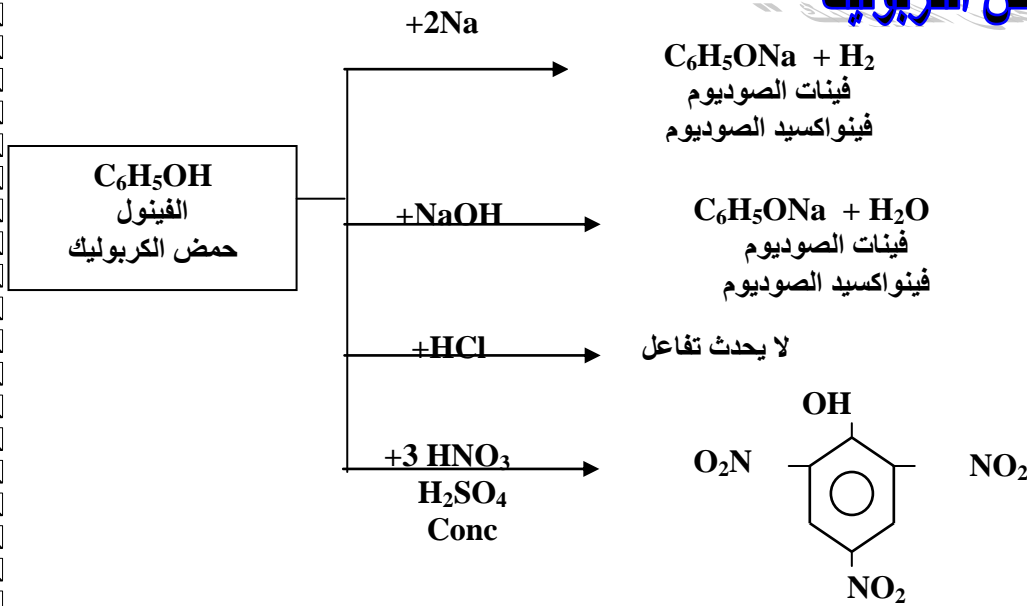 +2Na
C₆H₅ONa + H₂
فينات الصوديوم
فينواكسيد الصوديوم
C₆H₅OH
الفينول
حمض الكربوليك
+NaOH
C₆H₅ONa + H₂O
فينات الصوديوم
فينواكسيد الصوديوم
+HCl
لا يحدث تفاعل
+3 HNO₃
H₂SO₄
Conc
OH
O₂N
NO₂
NO₂